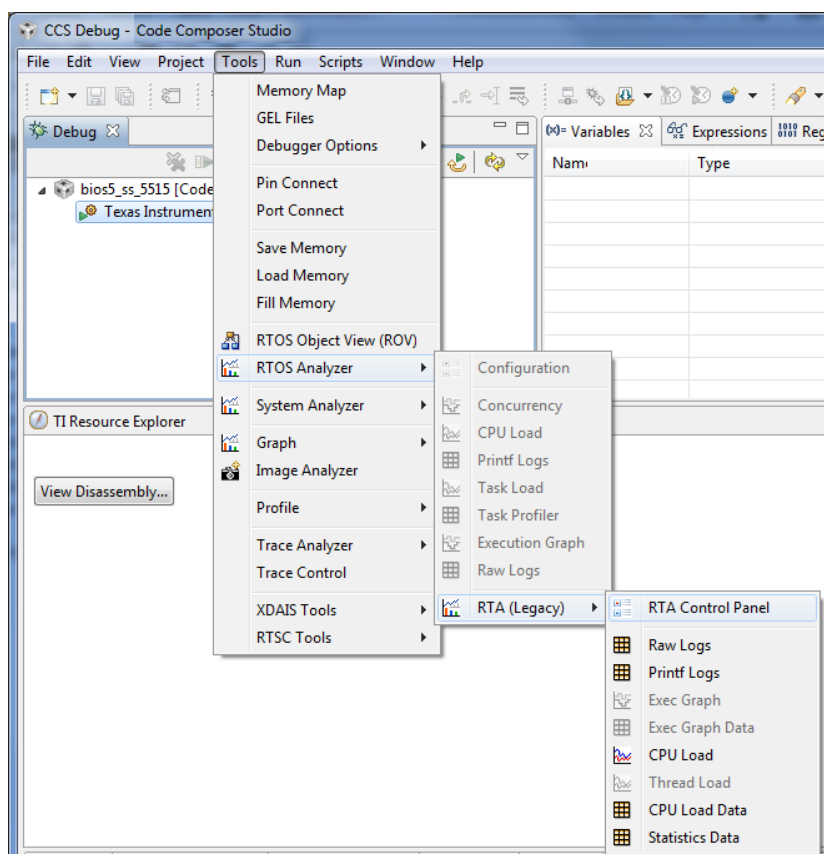 CCS Debug - Code Composer Studio
File Edit View Project Tools Run Scripts Window Help
Debug
(x)= Variables Expressions 1010 0101 Reg
Name
Type
bios5_ss_5515 [Code
Texas Instrumen
Memory Map
GEL Files
Debugger Options
Pin Connect
Port Connect
Save Memory
Load Memory
Fill Memory
RTOS Object View (ROV)
RTOS Analyzer
System Analyzer
Graph
Image Analyzer
Profile
Trace Analyzer
Trace Control
XDAIS Tools
RTSC Tools
Configuration
Concurrency
CPU Load
Printf Logs
Task Load
Task Profiler
Execution Graph
Raw Logs
RTA (Legacy)
RTA Control Panel
Raw Logs
Printf Logs
Exec Graph
Exec Graph Data
CPU Load
Thread Load
CPU Load Data
Statistics Data
TI Resource Explorer
View Disassembly...